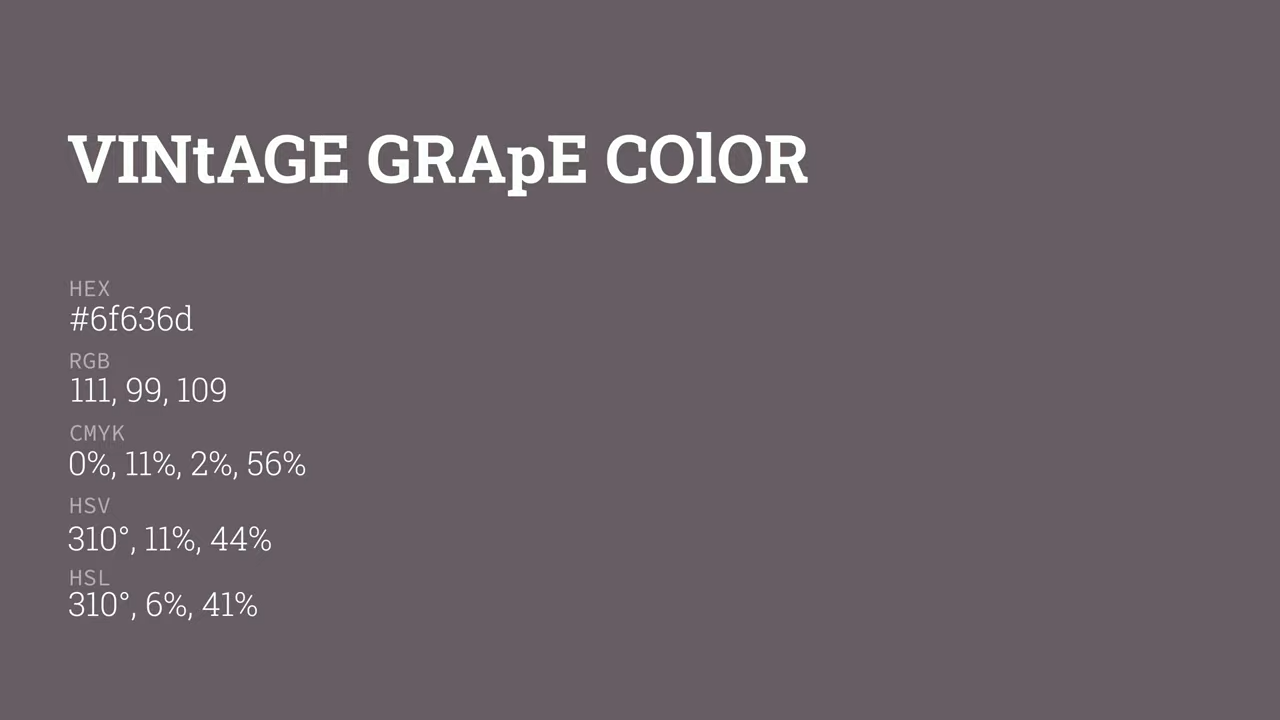 VINtAGE GRApE COlOR
HEX
#6f636d
RGB
111, 99, 109
CMYK
0%, 11%, 2%, 56%
HSV
310°, 11%, 44%
HSL
310°, 6%, 41%